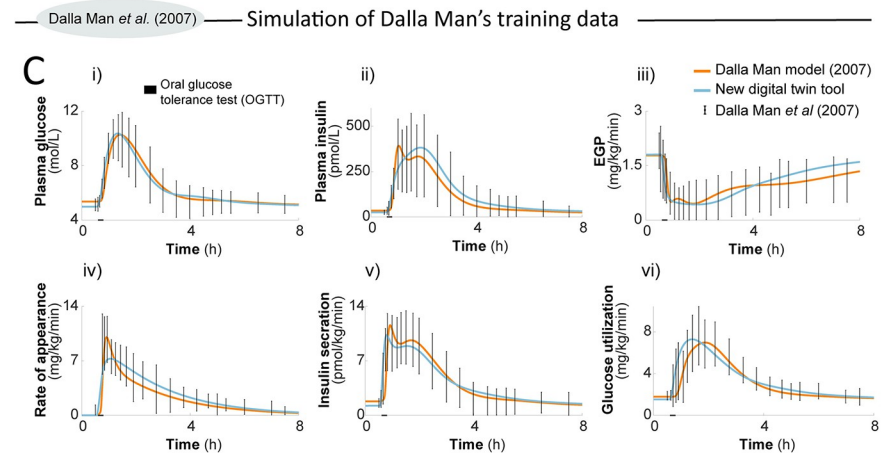 Dalla Man et al. (2007)
Simulation of Dalla Man's training data
C
i)
Oral glucose
tolerance test (OGTT)
Plasma glucose
(mol/L)
12
8
4
0
4
8
Time (h)
ii)
Plasma insulin
(pmol/L)
500
250
0
0
4
8
Time (h)
iii)
Dalla Man model (2007)
New digital twin tool
Dalla Man et al (2007)
EGP
(mg/kg/min)
3
1.5
0
0
4
8
Time (h)
iv)
Rate of appearance
(mg/kg/min)
14
7
0
0
4
8
Time (h)
v)
Insulin secration
(pmol/kg/min)
14
7
0
0
4
8
Time (h)
vi)
Glucose utilization
(mg/kg/min)
8
4
0
0
4
8
Time (h)